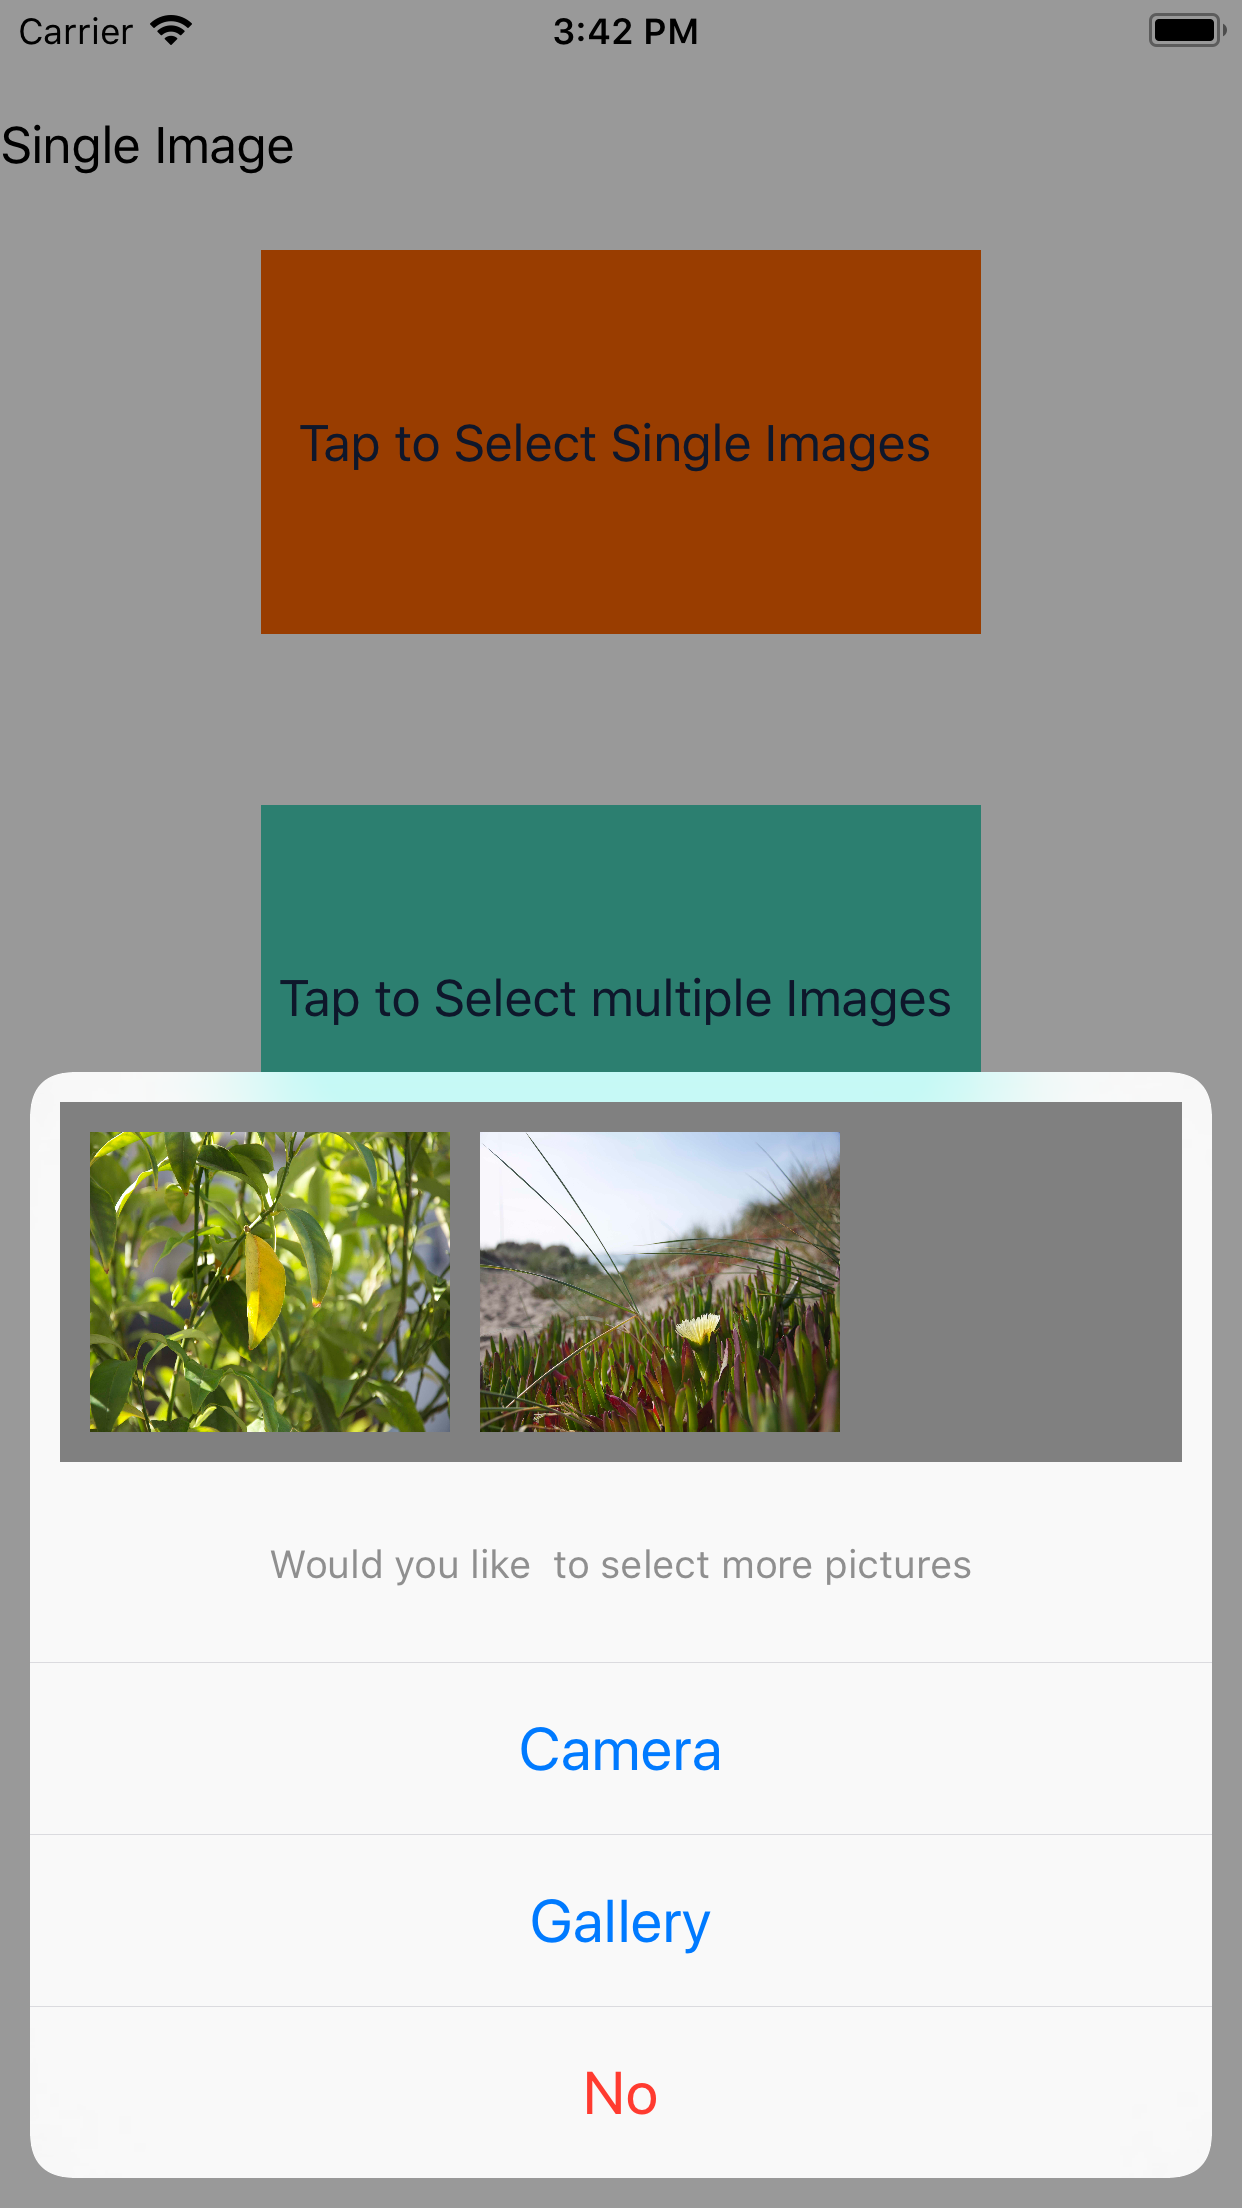 Carrier 3:42 PM
Single Image
Tap to Select Single Images
Tap to Select multiple Images
Would you like  to select more pictures
Camera
Gallery
No